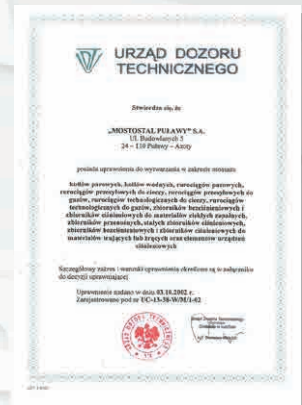 URZĄD DOZORU
TECHNICZNEGO
Stwierdza się, że
„MOSTOSTAL PUŁAWY” S.A.
Ul. Budowlanych 5
24 – 110 Puławy – Azoty
posiada uprawnienia do wytwarzania w zakresie montażu
kotłów parowych, kotłów wodnych, rurociągów parowych,
rurociągów przesyłowych do cieczy, rurociągów przesyłowych do
gazów, rurociągów technologicznych do cieczy, rurociągów
technologicznych do gazów, zbiorników bezciśnieniowych i
zbiorników ciśnieniowych do materiałów ciekłych zapalnych,
zbiorników przenośnych, stałych zbiorników ciśnieniowych,
zbiorników bezciśnieniowych i zbiorników ciśnieniowych do
materiałów trujących lub żrących oraz elementów urządzeń
ciśnieniowych
Szczegółowy zakres i warunki uprawnienia określone są w załączniku
do decyzji uprawniającej
Uprawnienie nadano w dniu 03.10.2002 r.
Zarejestrowane pod nr UC-13-38-W/M/1-02